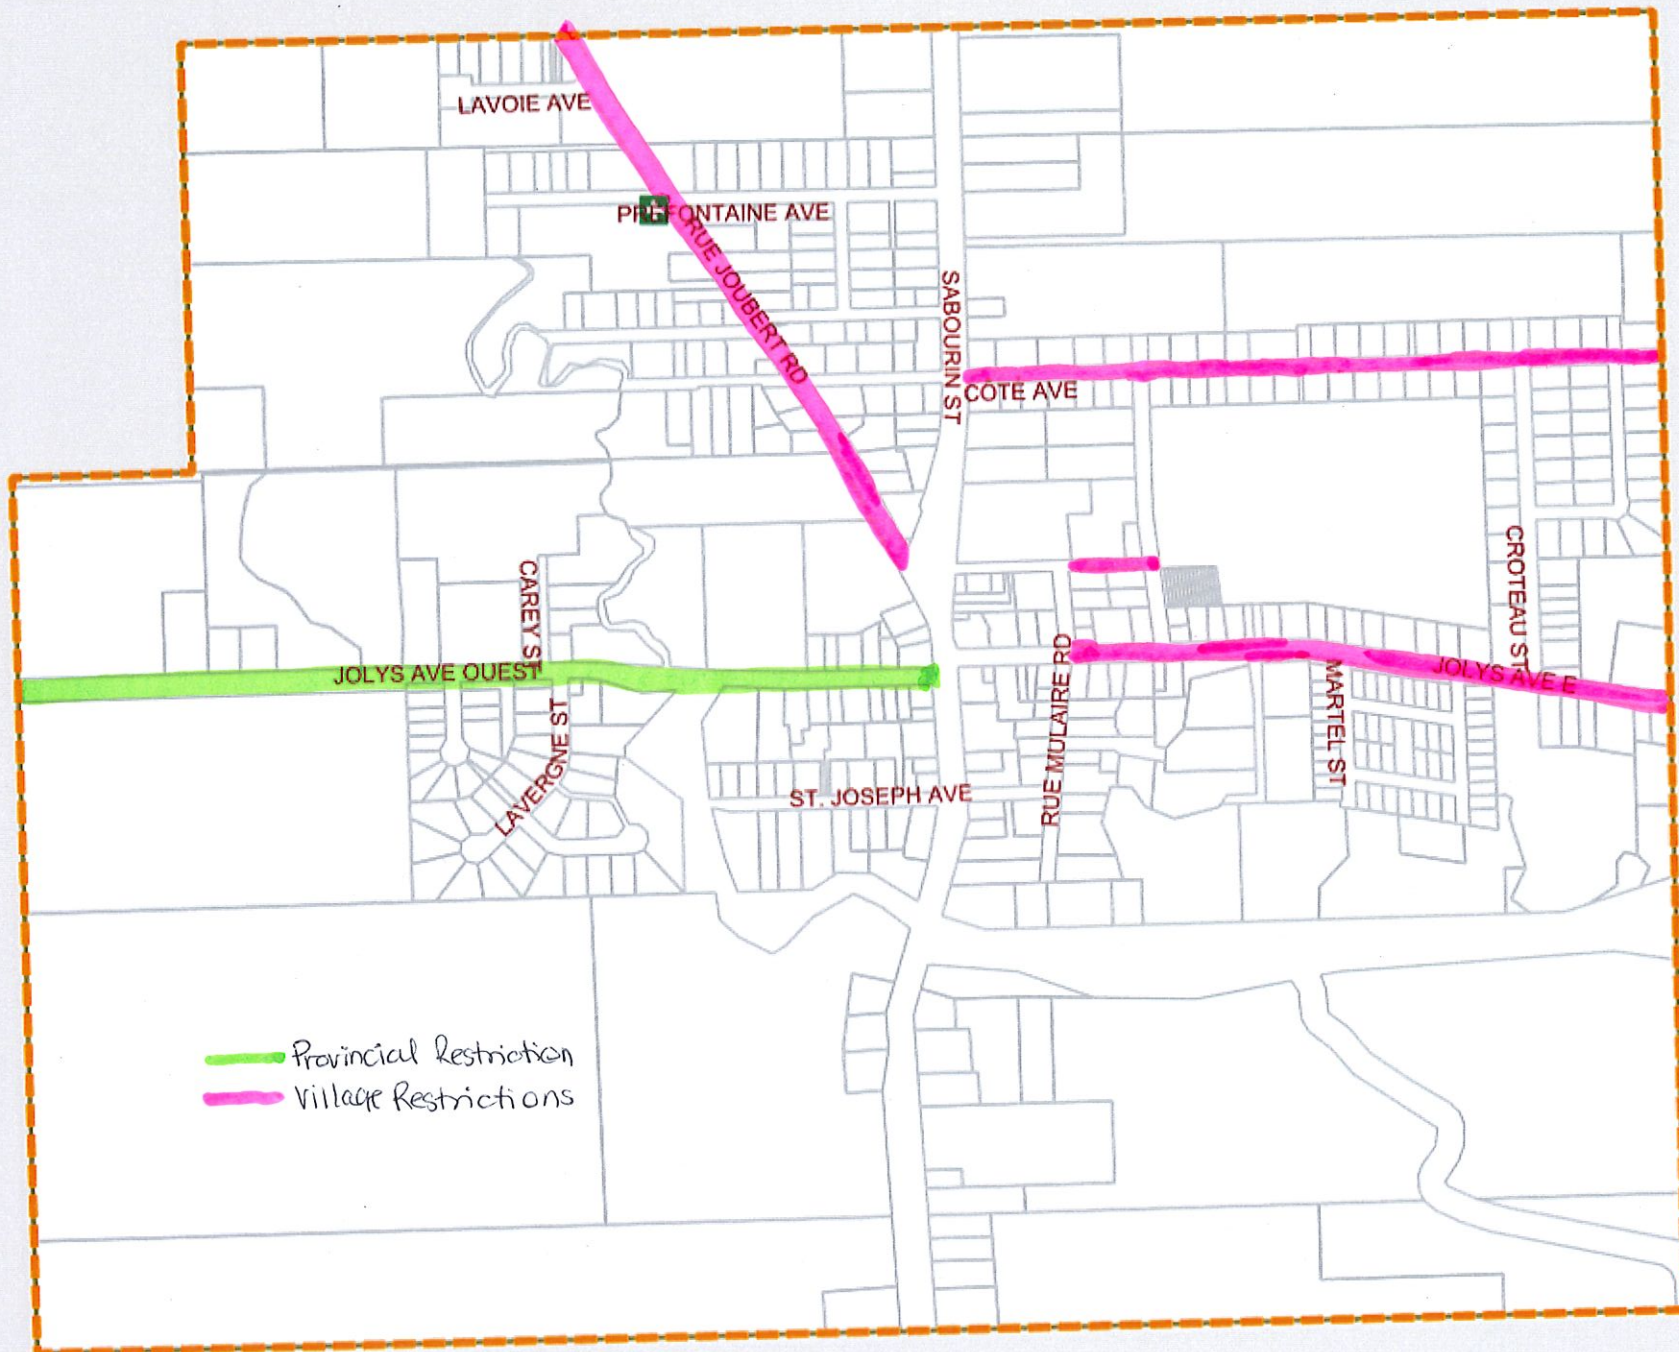 LAVOIE AVE
PREFONTAINE AVE
RUE JOUBERT RD
SABOURIN ST
CÔTÉ AVE
CAREY ST
CROTEAU ST
JOLYS AVE OUEST
RUE MULAIRE RD
MARTEL ST
JOLYS AVE E
LAVERGNE ST
ST. JOSEPH AVE
Provincial Restriction
Village Restrictions